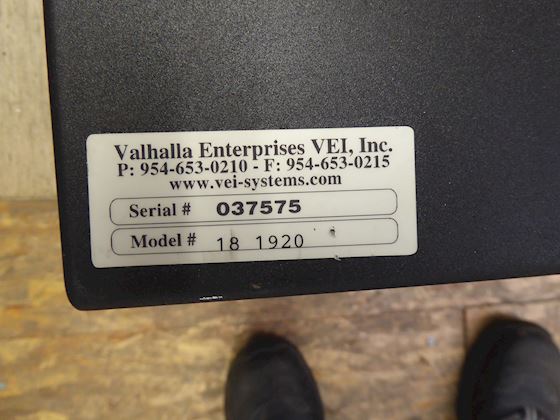 Valhalla Enterprises VEI, Inc.
P: 954-653-0210 - F: 954-653-0215
www.vei-systems.com
Serial # 037575
Model # 18 1920